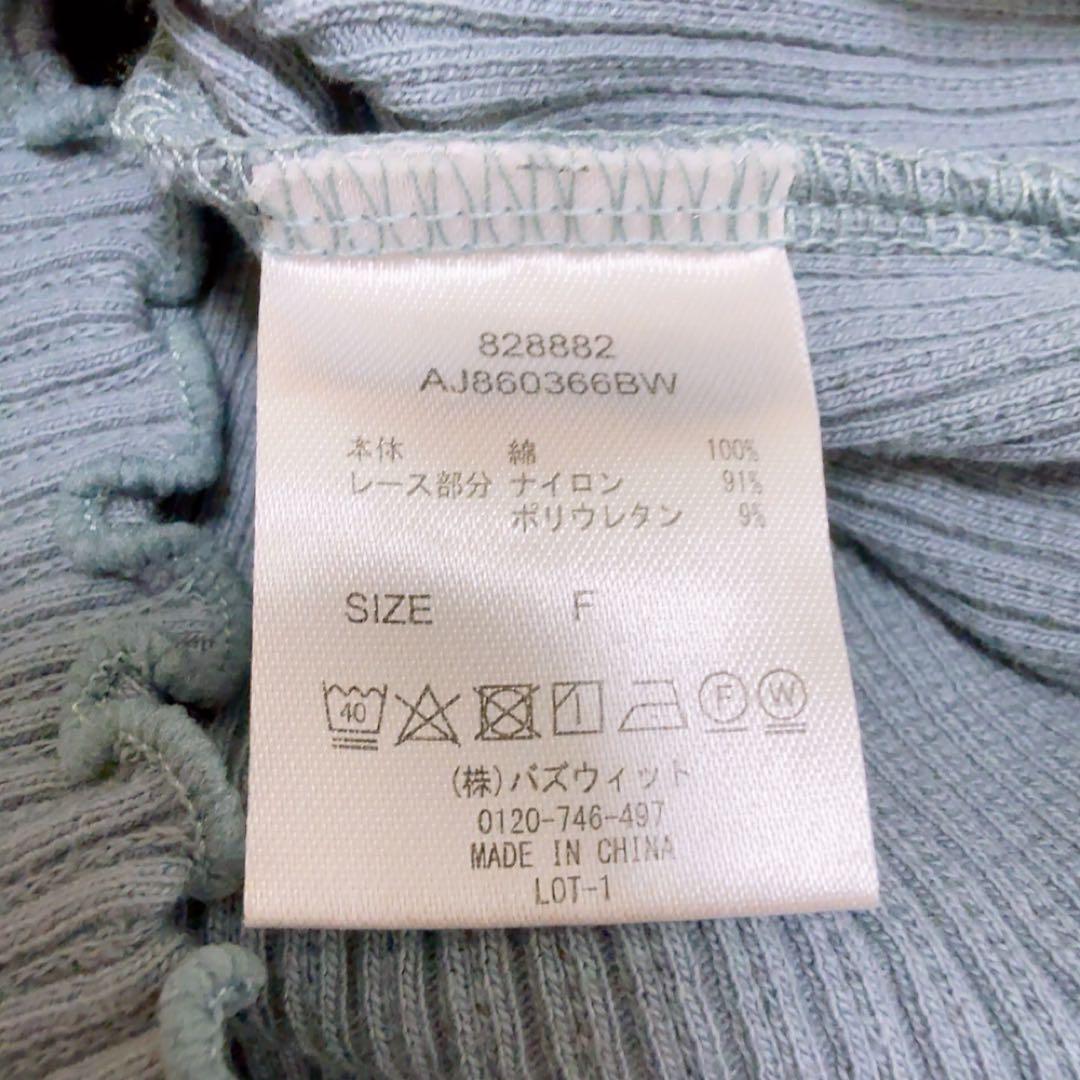 828882
AJ860366BW
本体 綿 100%
レース部分 ナイロン 91%
ポリウレタン 9%
SIZE F
40 F W
(株)バズウィット
0120-746-497
MADE IN CHINA
LOT-1